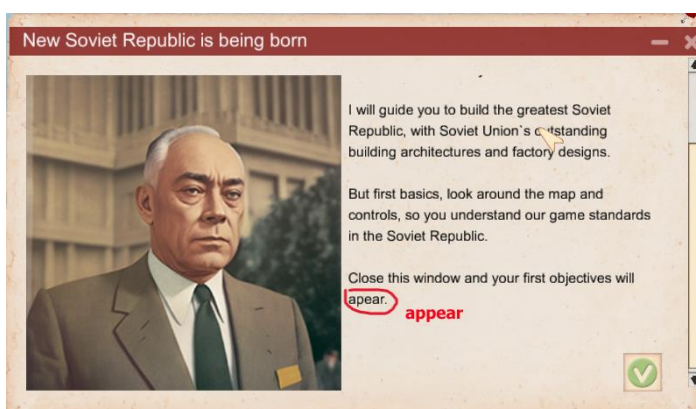 New Soviet Republic is being born
I will guide you to build the greatest Soviet
Republic, with Soviet Union`s outstanding
building architectures and factory designs.
But first basics, look around the map and
controls, so you understand our game standards
in the Soviet Republic.
Close this window and your first objectives will
apear.
appear